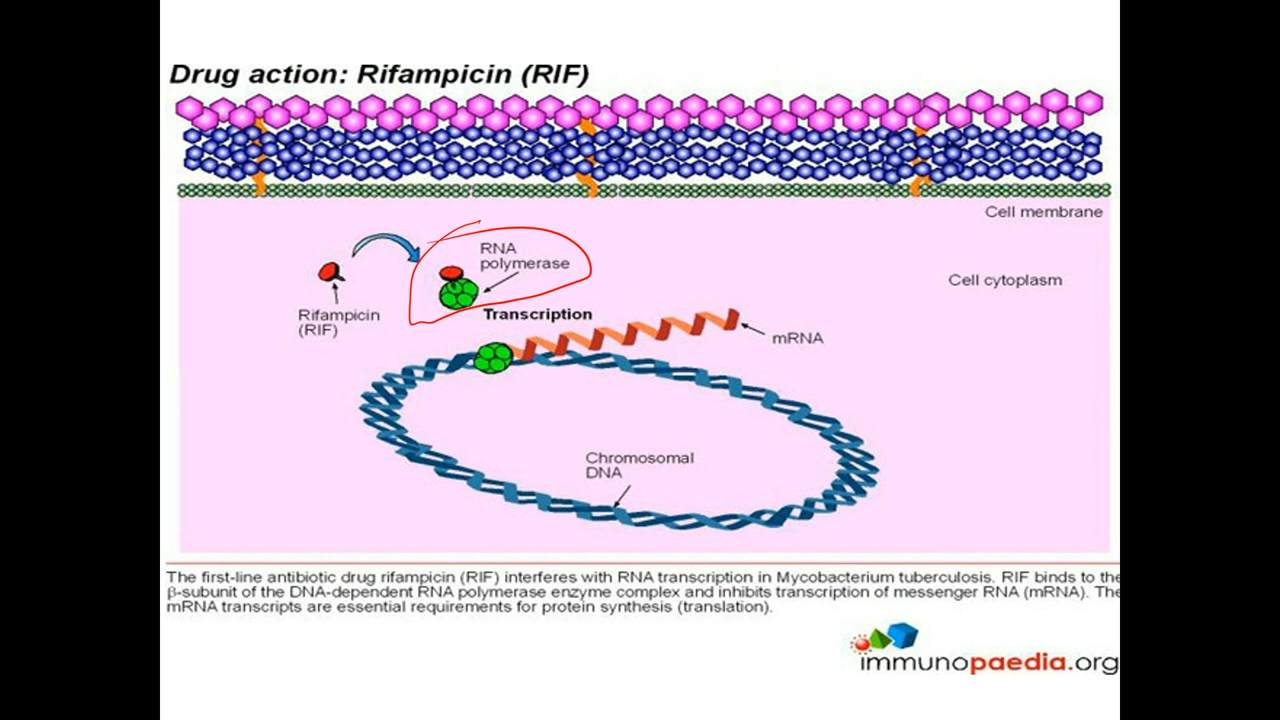 Drug action: Rifampicin (RIF)
Cell membrane
RNA
polymerase
Cell cytoplasm
Rifampicin
(RIF)
Transcription
mRNA
Chromosomal
DNA
The first-line antibiotic drug rifampicin (RIF) interferes with RNA transcription in Mycobacterium tuberculosis. RIF binds to the
β-subunit of the DNA-dependent RNA polymerase enzyme complex and inhibits transcription of messenger RNA (mRNA). The
mRNA transcripts are essential requirements for protein synthesis (translation).
immunopaedia.org